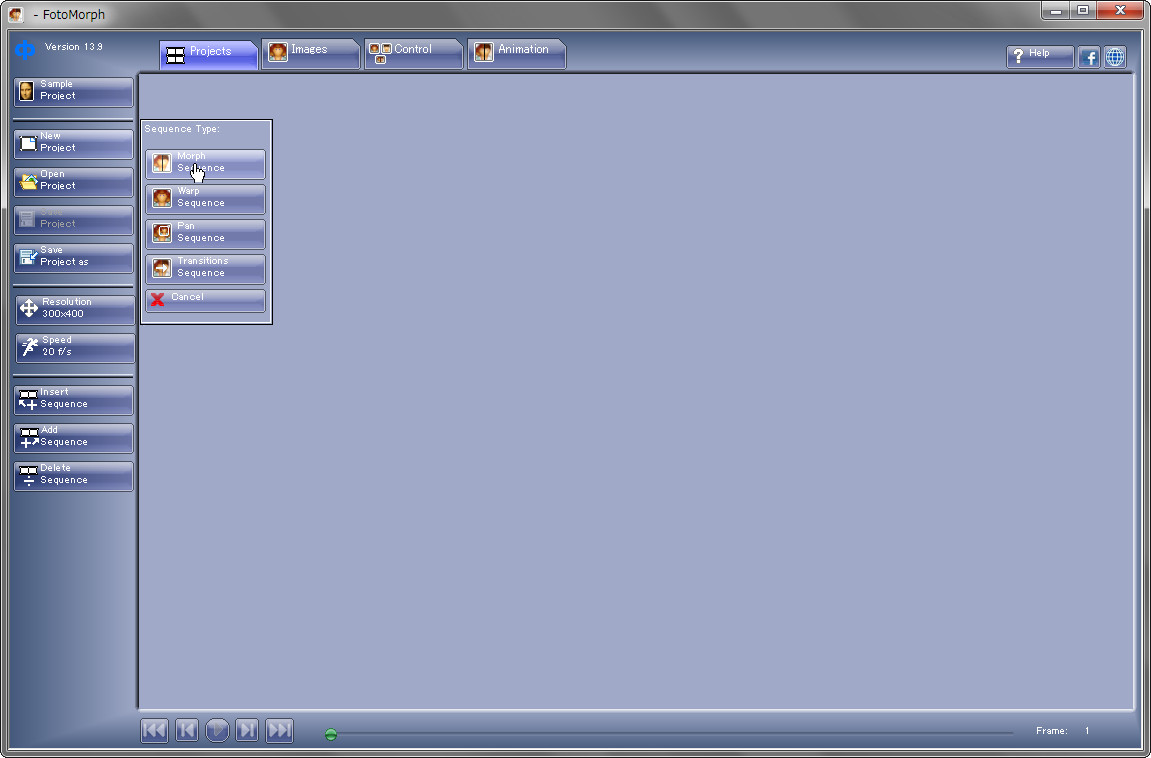 - FotoMorph
Version 13.9
Projects
Images
Control
Animation
Help
Sample
Project
New
Project
Open
Project
Save
Project
Save
Project as
Resolution
300x400
Speed
20 f/s
Insert
Sequence
Add
Sequence
Delete
Sequence
Sequence Type:
Morph
Sequence
Warp
Sequence
Pan
Sequence
Transitions
Sequence
Cancel
Frame: 1